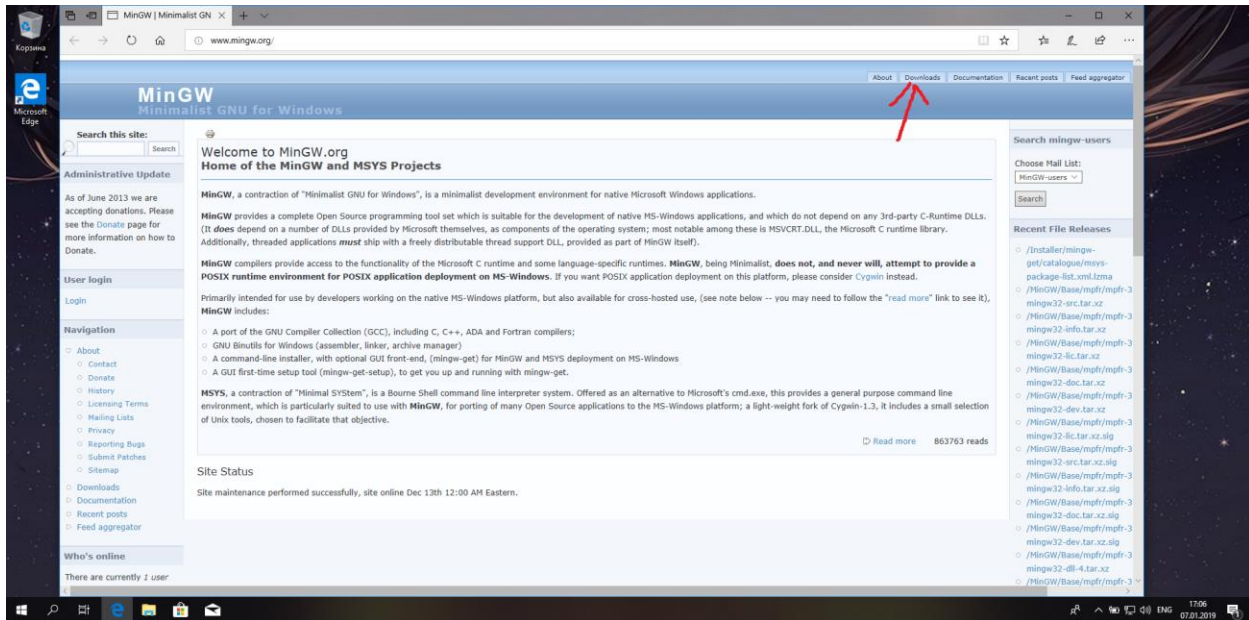 Корзина
Microsoft
Edge
MinGW | Minimalist GN
www.mingw.org/
About
Downloads
Documentation
Recent posts
Feed aggregator
MinGW
Minimalist GNU for Windows
Search this site:
Search
Administrative Update
As of June 2013 we are
accepting donations. Please
see the Donate page for
more information on how to
Donate.
User login
Login
Navigation
About
Contact
Donate
History
Licensing Terms
Mailing Lists
Privacy
Reporting Bugs
Submit Patches
Sitemap
Downloads
Documentation
Recent posts
Feed aggregator
Who's online
There are currently 1 user
Welcome to MinGW.org
Home of the MinGW and MSYS Projects
MinGW, a contraction of "Minimalist GNU for Windows", is a minimalist development environment for native Microsoft Windows applications.
MinGW provides a complete Open Source programming tool set which is suitable for the development of native MS-Windows applications, and which do not depend on any 3rd-party C-Runtime DLLs.
(It does depend on a number of DLLs provided by Microsoft themselves, as components of the operating system; most notable among these is MSVCRT.DLL, the Microsoft C runtime library.
Additionally, threaded applications must ship with a freely distributable thread support DLL, provided as part of MinGW itself).
MinGW compilers provide access to the functionality of the Microsoft C runtime and some language-specific runtimes. MinGW, being Minimalist, does not, and never will, attempt to provide a
POSIX runtime environment for POSIX application deployment on MS-Windows. If you want POSIX application deployment on this platform, please consider Cygwin instead.
Primarily intended for use by developers working on the native MS-Windows platform, but also available for cross-hosted use, (see note below -- you may need to follow the "read more" link to see it),
MinGW includes:
A port of the GNU Compiler Collection (GCC), including C, C++, ADA and Fortran compilers;
GNU Binutils for Windows (assembler, linker, archive manager)
A command-line installer, with optional GUI front-end, (mingw-get) for MinGW and MSYS deployment on MS-Windows
A GUI first-time setup tool (mingw-get-setup), to get you up and running with mingw-get.
MSYS, a contraction of "Minimal SYStem", is a Bourne Shell command line interpreter system. Offered as an alternative to Microsoft's cmd.exe, this provides a general purpose command line
environment, which is particularly suited to use with MinGW, for porting of many Open Source applications to the MS-Windows platform; a light-weight fork of Cygwin-1.3, it includes a small selection
of Unix tools, chosen to facilitate that objective.
Read more 863763 reads
Site Status
Site maintenance performed successfully, site online Dec 13th 12:00 AM Eastern.
Search mingw-users
Choose Mail List:
MinGW-users
Search
Recent File Releases
/Installer/mingw-
get/catalogue/msys-
package-list.xml.lzma
/MinGW/Base/mpfr/mpfr-3
mingw32-src.tar.xz
/MinGW/Base/mpfr/mpfr-3
mingw32-info.tar.xz
/MinGW/Base/mpfr/mpfr-3
mingw32-lic.tar.xz
/MinGW/Base/mpfr/mpfr-3
mingw32-doc.tar.xz
/MinGW/Base/mpfr/mpfr-3
mingw32-dev.tar.xz
/MinGW/Base/mpfr/mpfr-3
mingw32-lic.tar.xz.sig
/MinGW/Base/mpfr/mpfr-3
mingw32-src.tar.xz.sig
/MinGW/Base/mpfr/mpfr-3
mingw32-info.tar.xz.sig
/MinGW/Base/mpfr/mpfr-3
mingw32-doc.tar.xz.sig
/MinGW/Base/mpfr/mpfr-3
mingw32-dev.tar.xz.sig
/MinGW/Base/mpfr/mpfr-3
mingw32-dll-4.tar.xz
/MinGW/Base/mpfr/mpfr-3
ENG
17:06
07.01.2019